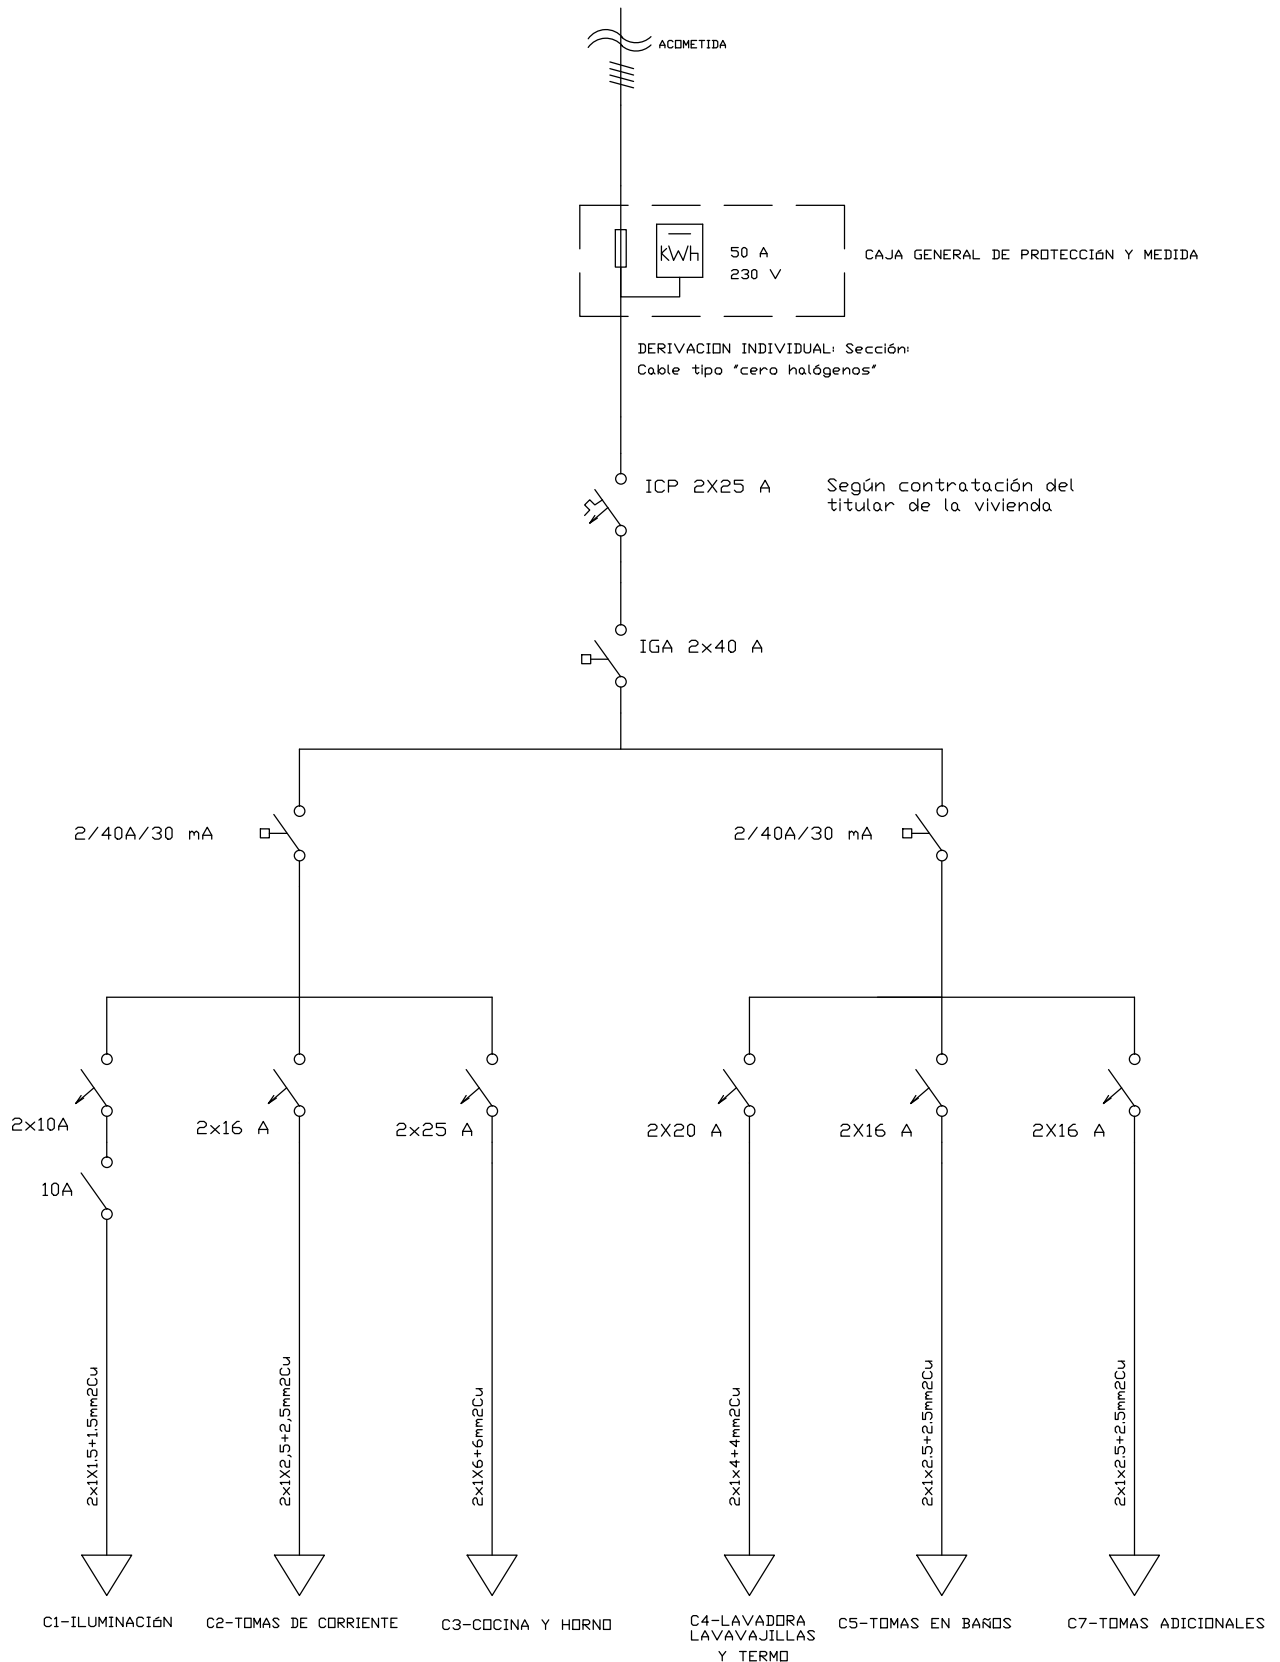 ACOMETIDA
KWh
50 A
230 V
CAJA GENERAL DE PROTECCIóN Y MEDIDA
DERIVACION INDIVIDUAL: Sección:
Cable tipo "cero halógenos"
ICP 2X25 A
Según contratación del
titular de la vivienda
IGA 2x40 A
2/40A/30 mA
2/40A/30 mA
2x10A
2x16 A
2x25 A
2X20 A
2X16 A
2X16 A
10A
2x1X1.5+1.5mm2Cu
2x1X2,5+2,5mm2Cu
2x1X6+6mm2Cu
2x1x4+4mm2Cu
2x1x2.5+2.5mm2Cu
2x1x2.5+2.5mm2Cu
C1-ILUMINACIóN
C2-TOMAS DE CORRIENTE
C3-COCINA Y HORNO
C4-LAVADORA
LAVAVAJILLAS
Y TERMO
C5-TOMAS EN BAñOS
C7-TOMAS ADICIONALES